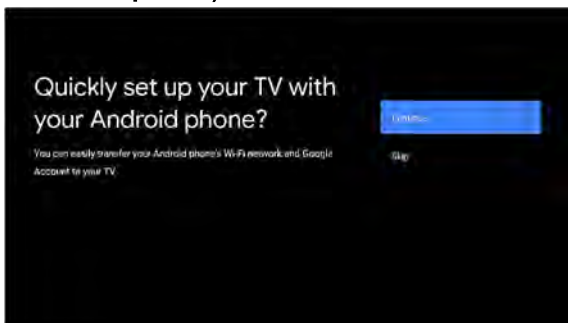 Quickly set up your TV with
your Android phone?
Continue
You can easily transfer your Android phone's Wi-Fi network and Google
Account to your TV
Skip